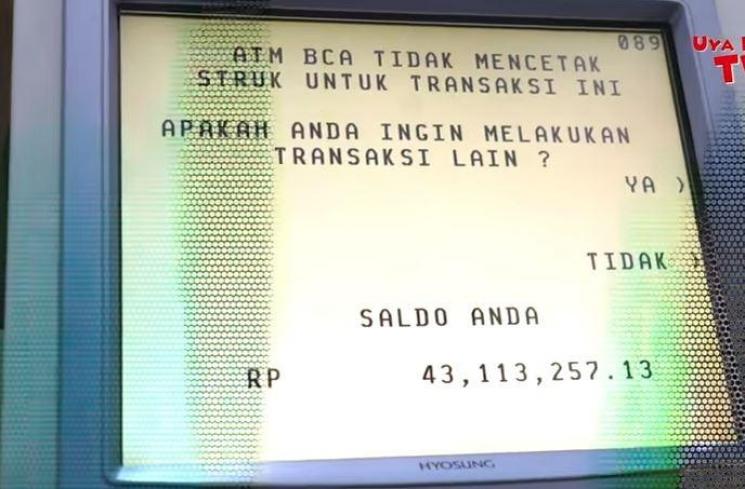 089
ATM BCA TIDAK MENCETAK
STRUK UNTUK TRANSAKSI INI
APAKAH ANDA INGIN MELAKUKAN
TRANSAKSI LAIN ?
YA >
TIDAK >
SALDO ANDA
RP 43,113,257.13
HYOSUNG
UYA